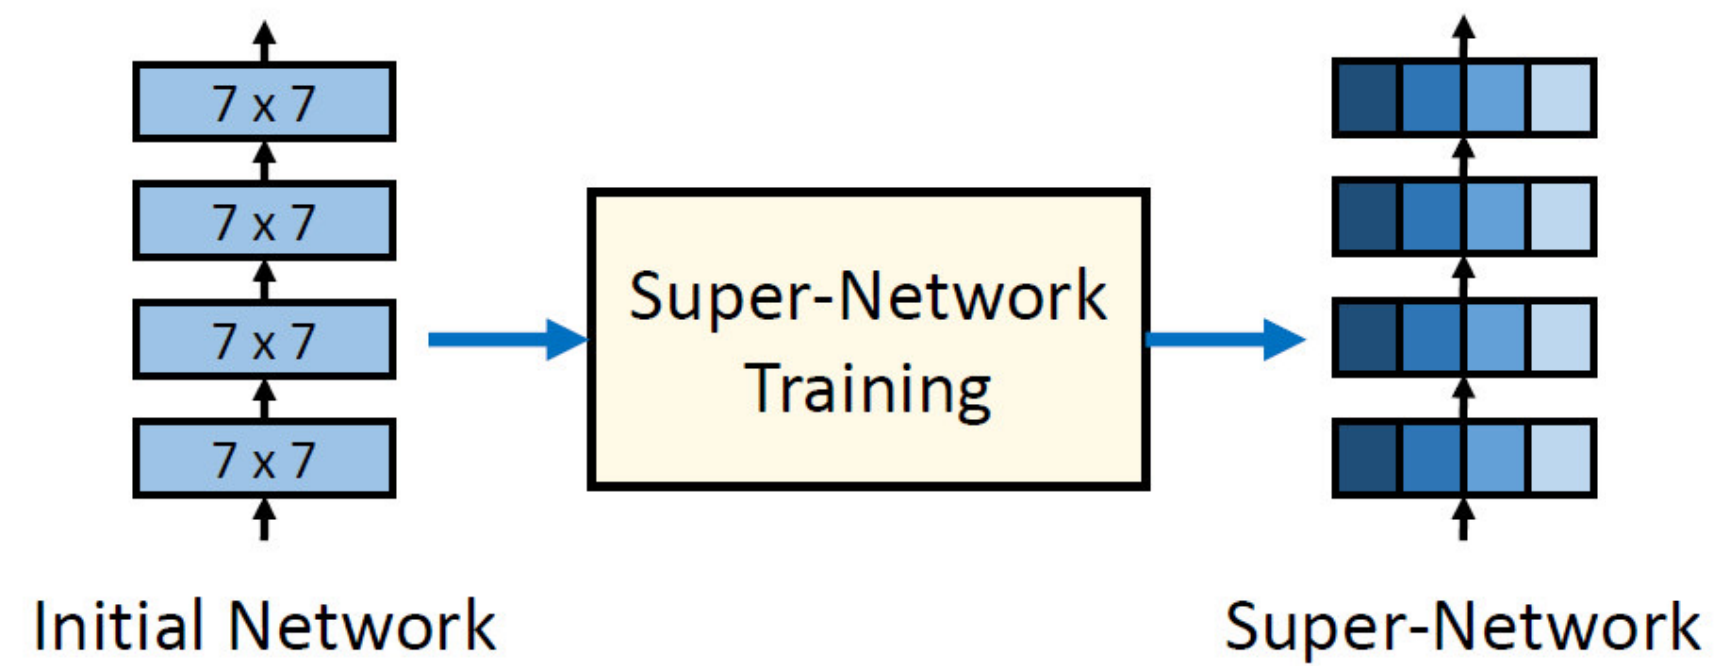 7 x 7
7 x 7
7 x 7
7 x 7
Initial Network
Super-Network
Training
Super-Network